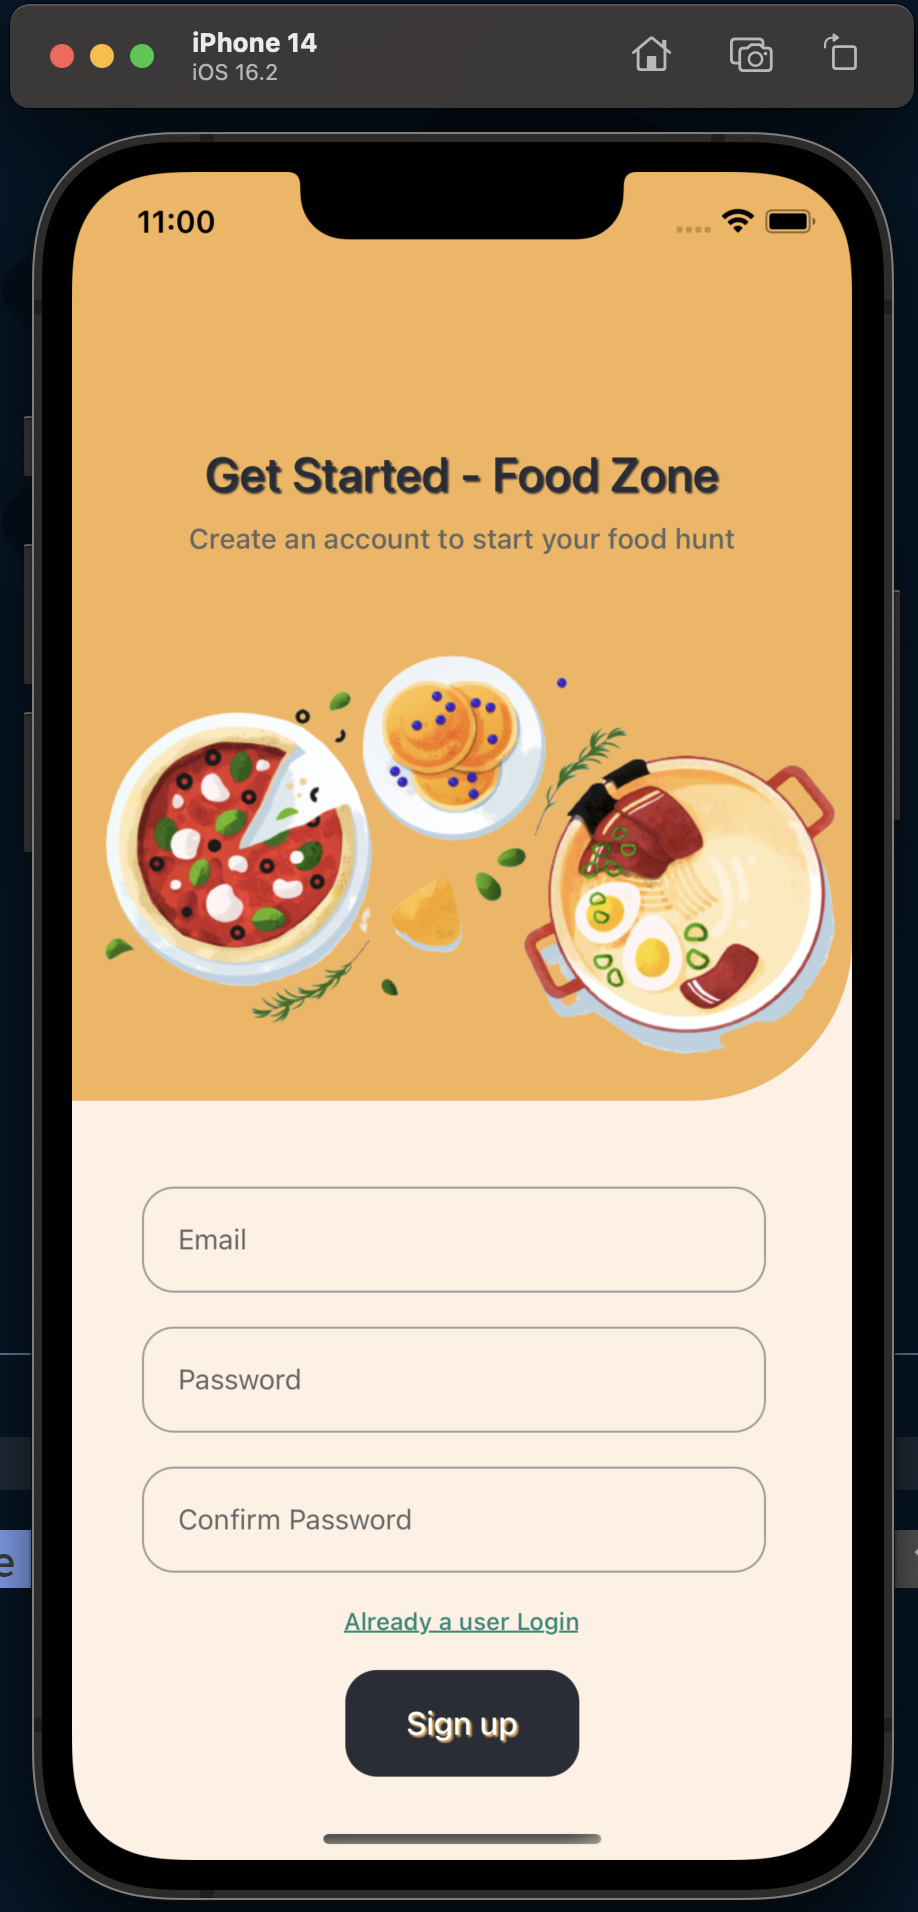 iPhone 14
iOS 16.2
11:00
Get Started - Food Zone
Create an account to start your food hunt
Email
Password
Confirm Password
e
Already a user Login
Sign up